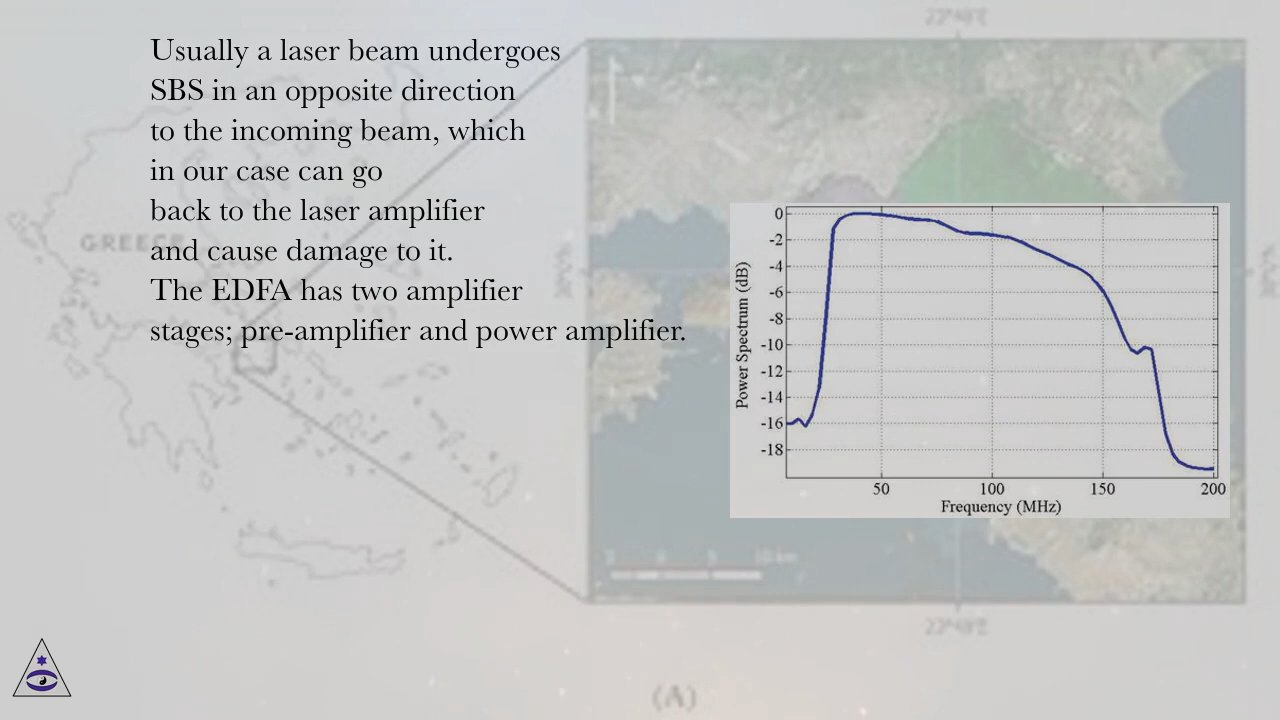 Usually a laser beam undergoes
SBS in an opposite direction
to the incoming beam, which
in our case can go
back to the laser amplifier
and cause damage to it.
The EDFA has two amplifier
stages; pre-amplifier and power amplifier.
GREECE
Power Spectrum (dB)
0
-2
-4
-6
-8
-10
-12
-14
-16
-18
50 100 150 200
Frequency (MHz)
(A)